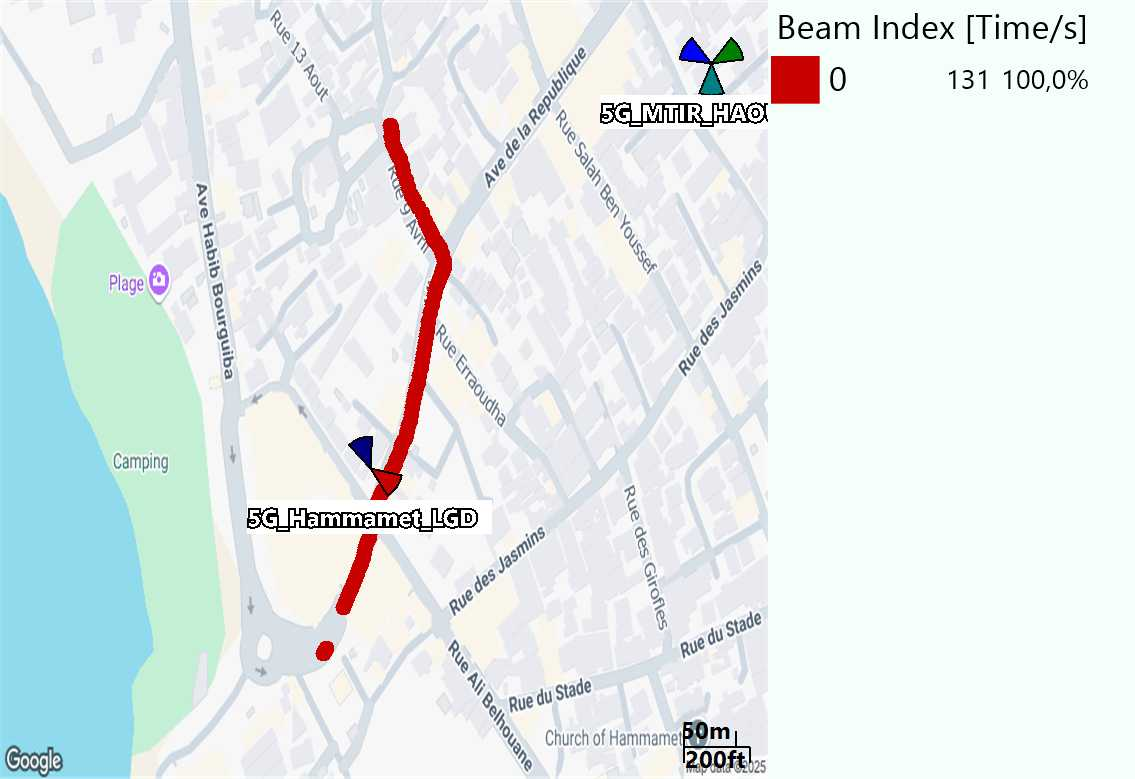 Beam Index [Time/s]
0 131 100,0%
Rue 13 Aout
Ave de la Republique
5G_MTIR_HAO
Rue Salah Ben Youssef
Rue 9 Avril
Ave Habib Bourguiba
Plage
Rue des Jasmins
Rue Erraoudha
Camping
5G_Hammamet_LGD
Rue des Jasmins
Rue des Girofles
Rue du Stade
Rue Ali Belhouane
Rue du Stade
Church of Hammamet
50m
200ft
Google
Map data ©2025